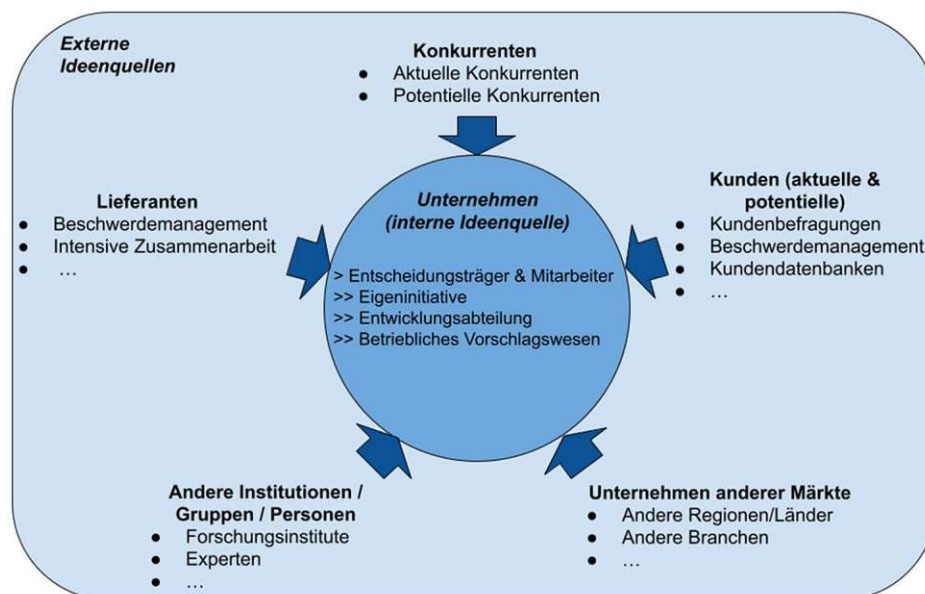 Externe
Ideenquellen
Konkurrenten
● Aktuelle Konkurrenten
● Potentielle Konkurrenten
Lieferanten
● Beschwerdemanagement
● Intensive Zusammenarbeit
● …
Unternehmen
(interne Ideenquelle)
> Entscheidungsträger & Mitarbeiter
>> Eigeninitiative
>> Entwicklungsabteilung
>> Betriebliches Vorschlagswesen
Kunden (aktuelle &
potentielle)
● Kundenbefragungen
● Beschwerdemanagement
● Kundendatenbanken
● …
Andere Institutionen /
Gruppen / Personen
● Forschungsinstitute
● Experten
● …
Unternehmen anderer Märkte
● Andere Regionen/Länder
● Andere Branchen
● …